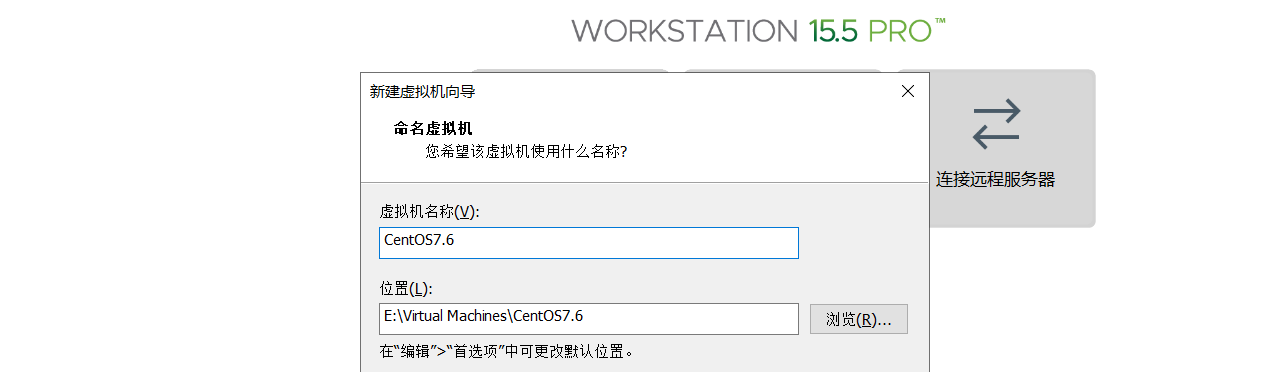 WORKSTATION 15.5 PRO™
新建虚拟机向导
命名虚拟机
您希望该虚拟机使用什么名称?
连接远程服务器
虚拟机名称(V):
CentOS7.6
位置(L):
E:\Virtual Machines\CentOS7.6
浏览(R)...
在“编辑”>“首选项”中可更改默认位置。